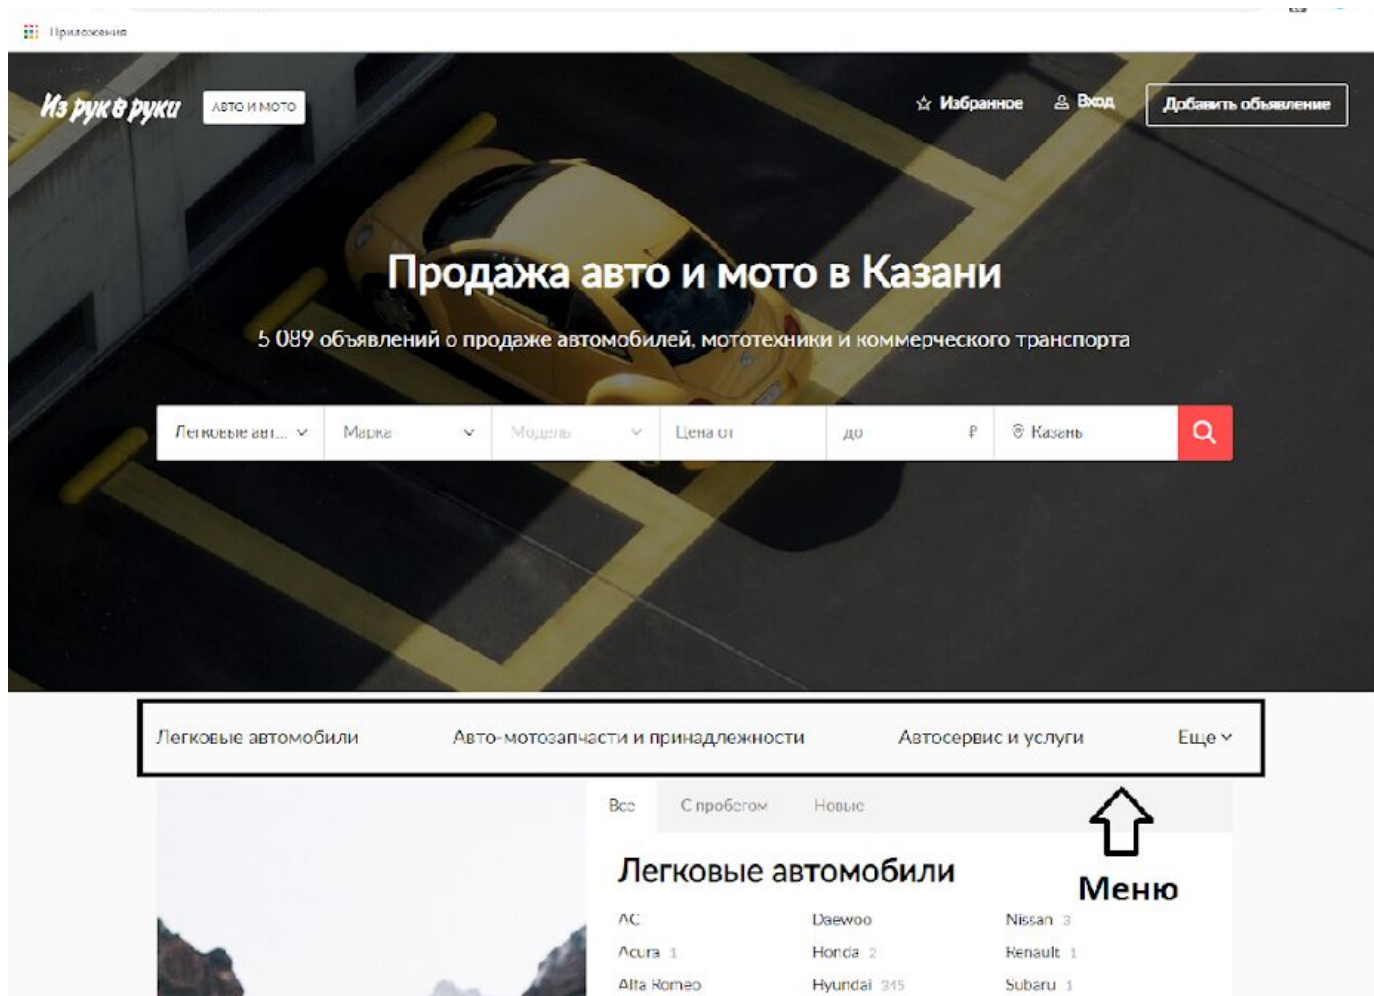 Приложения
Из рук в руки АВТО И МОТО Избранное Вход Добавить объявление
Продажа авто и мото в Казани
5 089 объявлений о продаже автомобилей, мототехники и коммерческого транспорта
Легковые авт... Марка Модель Цена от до ₽ Казань
Легковые автомобили Авто-мотозапчасти и принадлежности Автосервис и услуги Еще
Все С пробегом Новые
Легковые автомобили
Меню
AC Daewoo Nissan 3
Acura 1 Honda 2 Renault 1
Alfa Romeo Hyundai 345 Subaru 1